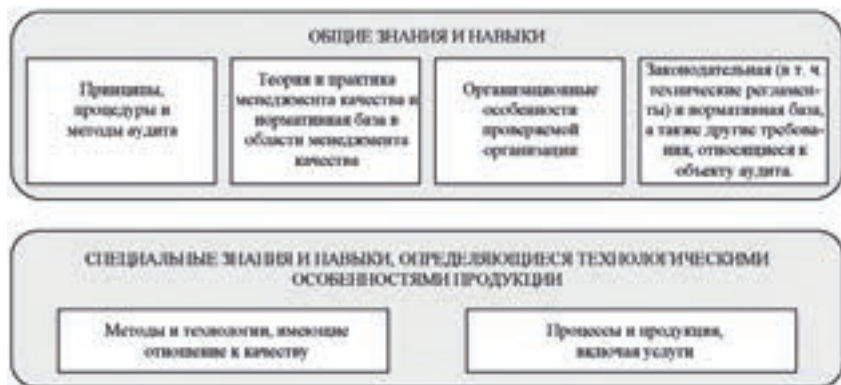 ОБЩИЕ ЗНАНИЯ И НАВЫКИ
Принципы,
процедуры и
методы аудита
Теория и практика
менеджмента качества и
нормативная база в
области менеджмента
качества
Организационные
особенности
проверяемой
организации
Законодательная (в т. ч.
технические регламен-
ты) и нормативная база,
а также другие требова-
ния, относящиеся к
объекту аудита.
СПЕЦИАЛЬНЫЕ ЗНАНИЯ И НАВЫКИ, ОПРЕДЕЛЯЮЩИЕСЯ ТЕХНОЛОГИЧЕСКИМИ
ОСОБЕННОСТЯМИ ПРОДУКЦИИ
Методы и технологии, имеющие
отношение к качеству
Процессы и продукция,
включая услуги